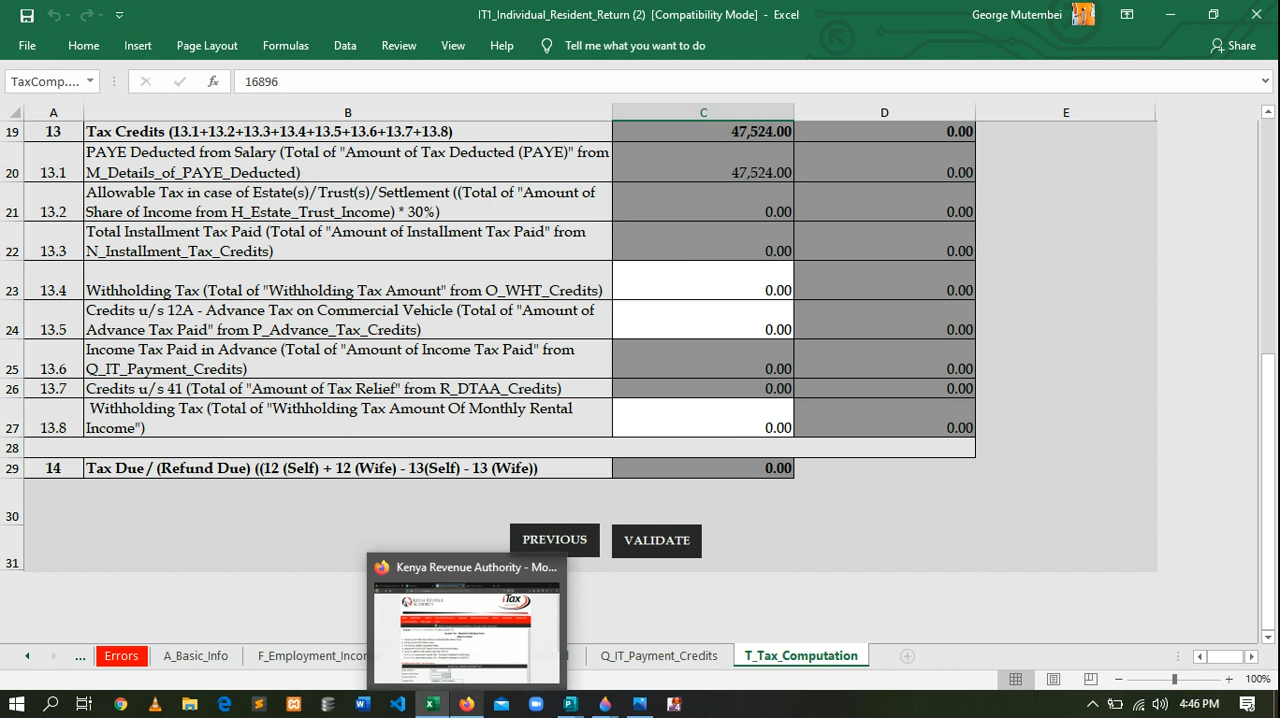 IT1_Individual_Resident_Return (2) [Compatibility Mode] - Excel
George Mutembei
File Home Insert Page Layout Formulas Data Review View Help Tell me what you want to do Share
TaxComp.... fx 16896
A B C D E
19 13 Tax Credits (13.1+13.2+13.3+13.4+13.5+13.6+13.7+13.8) 47,524.00 0.00
PAYE Deducted from Salary (Total of "Amount of Tax Deducted (PAYE)" from
20 13.1 M_Details_of_PAYE_Deducted) 47,524.00 0.00
Allowable Tax in case of Estate(s)/Trust(s)/Settlement ((Total of "Amount of
21 13.2 Share of Income from H_Estate_Trust_Income) * 30%) 0.00 0.00
Total Installment Tax Paid (Total of "Amount of Installment Tax Paid" from
22 13.3 N_Installment_Tax_Credits) 0.00 0.00
23 13.4 Withholding Tax (Total of "Withholding Tax Amount" from O_WHT_Credits) 0.00 0.00
Credits u/s 12A - Advance Tax on Commercial Vehicle (Total of "Amount of
24 13.5 Advance Tax Paid" from P_Advance_Tax_Credits) 0.00 0.00
Income Tax Paid in Advance (Total of "Amount of Income Tax Paid" from
25 13.6 Q_IT_Payment_Credits) 0.00 0.00
26 13.7 Credits u/s 41 (Total of "Amount of Tax Relief" from R_DTAA_Credits) 0.00 0.00
Withholding Tax (Total of "Withholding Tax Amount Of Monthly Rental
27 13.8 Income") 0.00 0.00
28
29 14 Tax Due / (Refund Due) ((12 (Self) + 12 (Wife) - 13(Self) - 13 (Wife)) 0.00
30
31
PREVIOUS VALIDATE
Kenya Revenue Authority - Mo...
iTax
... Errors sic_Info F_Employment_Incor IT_Payment_Credits T_Tax_Computation
100%
4:46 PM